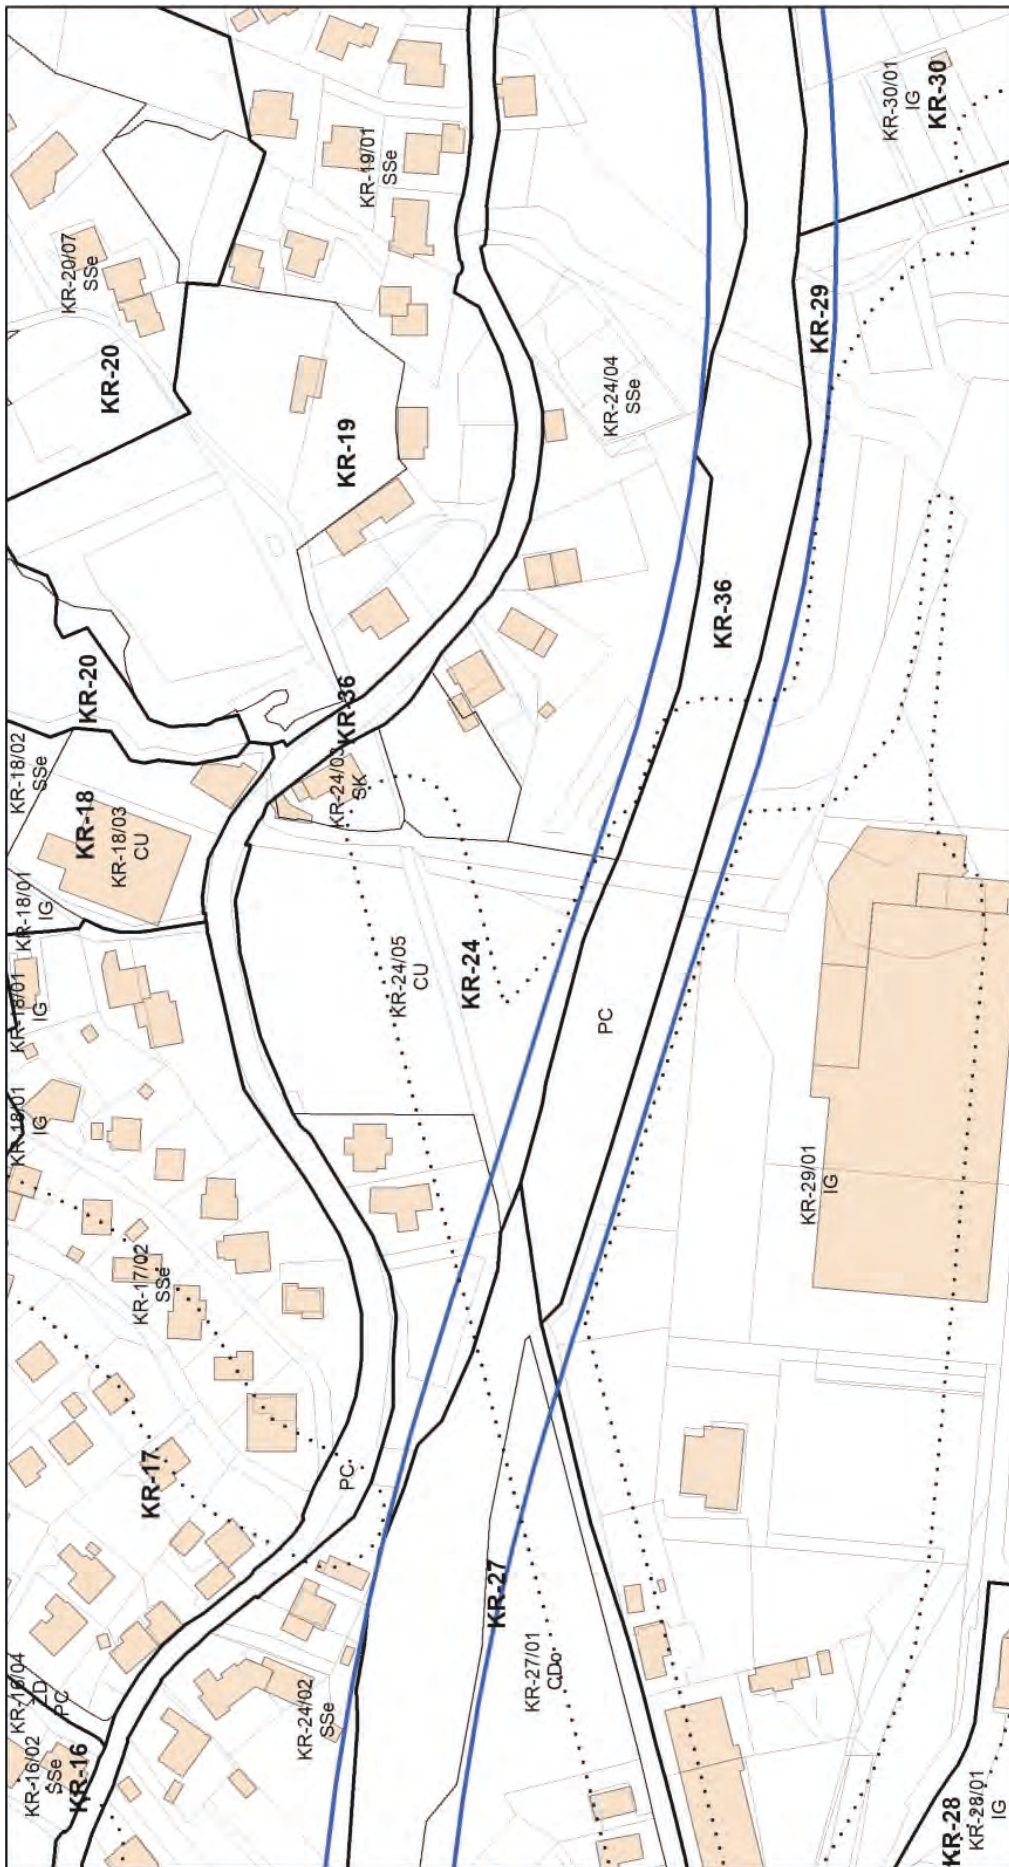 KR-30/01
IG
KR-30
KR-19/01
SSe
KR-20/07
SSe
KR-20
KR-29
KR-24/04
SSe
KR-19
KR-36
KR-20
KR-36
KR-24/03
SK
KR-18/02
SSe
KR-18
KR-18/03
CU
KR-18/01
IG
KR-24/05
CU
KR-24
KR-18/01
IG
PC
KR-18/01
IG
KR-29/01
IG
KR-17/02
SSe
KR-17
PC
KR-27
KR-27/01
CDo
KR-24/02
SSe
KR-16/04
ZD
PC
KR-16/02
SSe
KR-16
KR-28
KR-28/01
IG